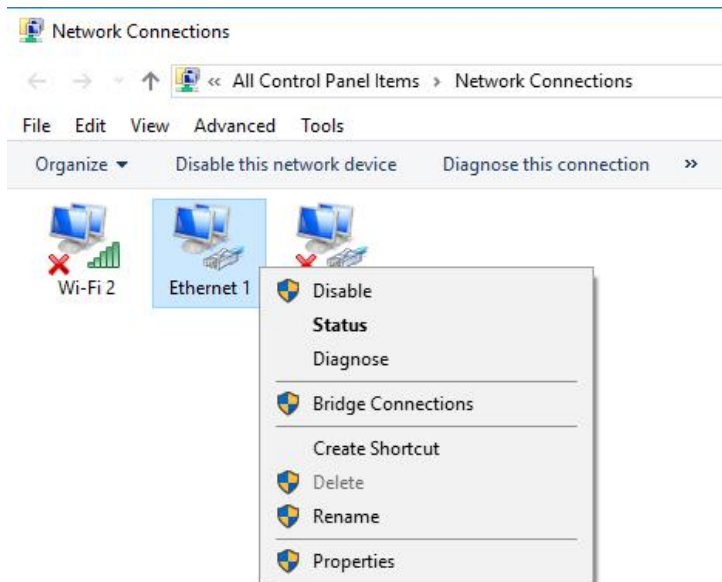 Network Connections
« All Control Panel Items › Network Connections
File Edit View Advanced Tools
Organize Disable this network device Diagnose this connection »
Wi-Fi 2 Ethernet 1
Disable
Status
Diagnose
Bridge Connections
Create Shortcut
Delete
Rename
Properties